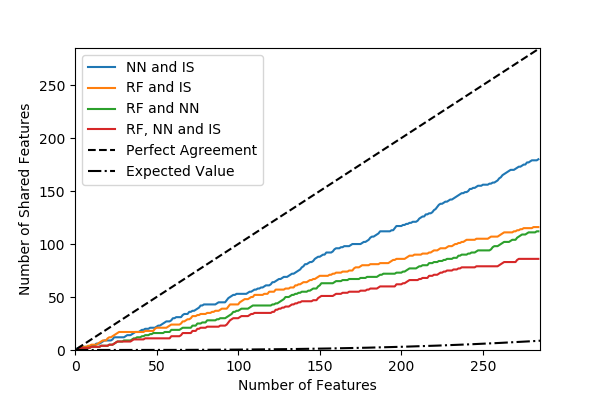 NN and IS
RF and IS
RF and NN
RF, NN and IS
Perfect Agreement
Expected Value
Number of Shared Features
250
200
150
100
50
0
0 50 100 150 200 250
Number of Features